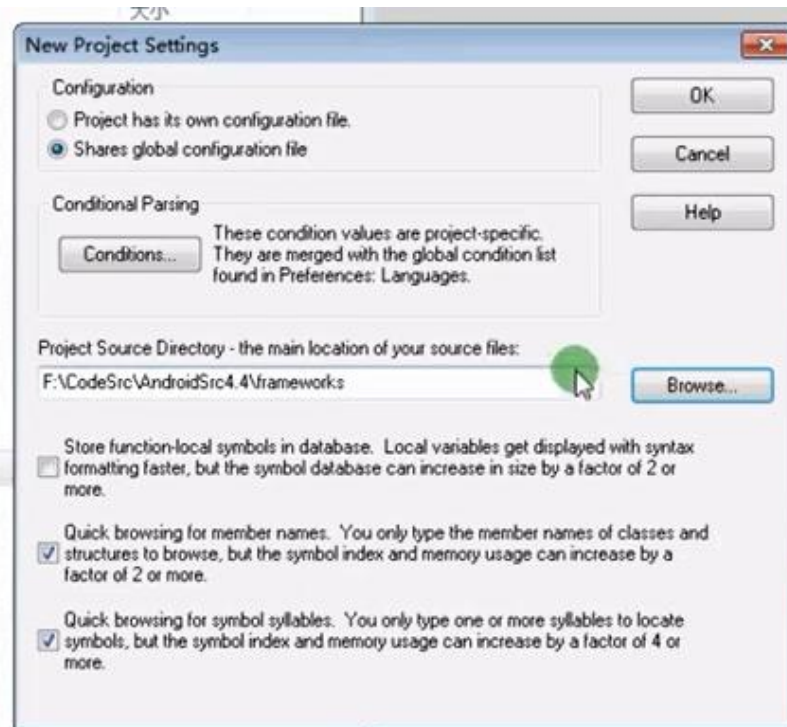 大小
New Project Settings
Configuration
OK
Project has its own configuration file.
Shares global configuration file
Cancel
Conditional Parsing
Help
Conditions...
These condition values are project-specific.
They are merged with the global condition list
found in Preferences: Languages.
Project Source Directory - the main location of your source files:
F:\CodeSrc\AndroidSrc4.4\frameworks
Browse...
Store function-local symbols in database. Local variables get displayed with syntax
formatting faster, but the symbol database can increase in size by a factor of 2 or
more.
Quick browsing for member names. You only type the member names of classes and
structures to browse, but the symbol index and memory usage can increase by a
factor of 2 or more.
Quick browsing for symbol syllables. You only type one or more syllables to locate
symbols, but the symbol index and memory usage can increase by a factor of 4 or
more.